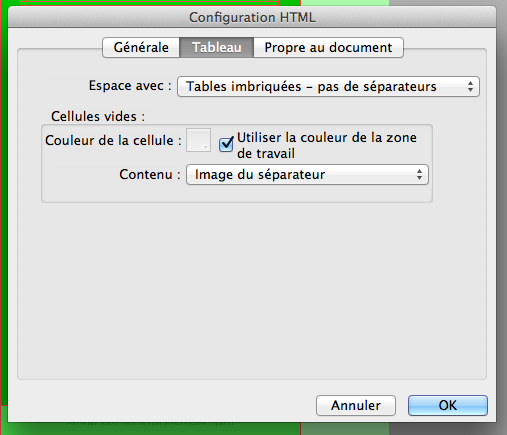 Configuration HTML
Générale Tableau Propre au document
Espace avec : Tables imbriquées – pas de séparateurs
Cellules vides :
Couleur de la cellule : Utiliser la couleur de la zone
de travail
Contenu : Image du séparateur
Annuler OK